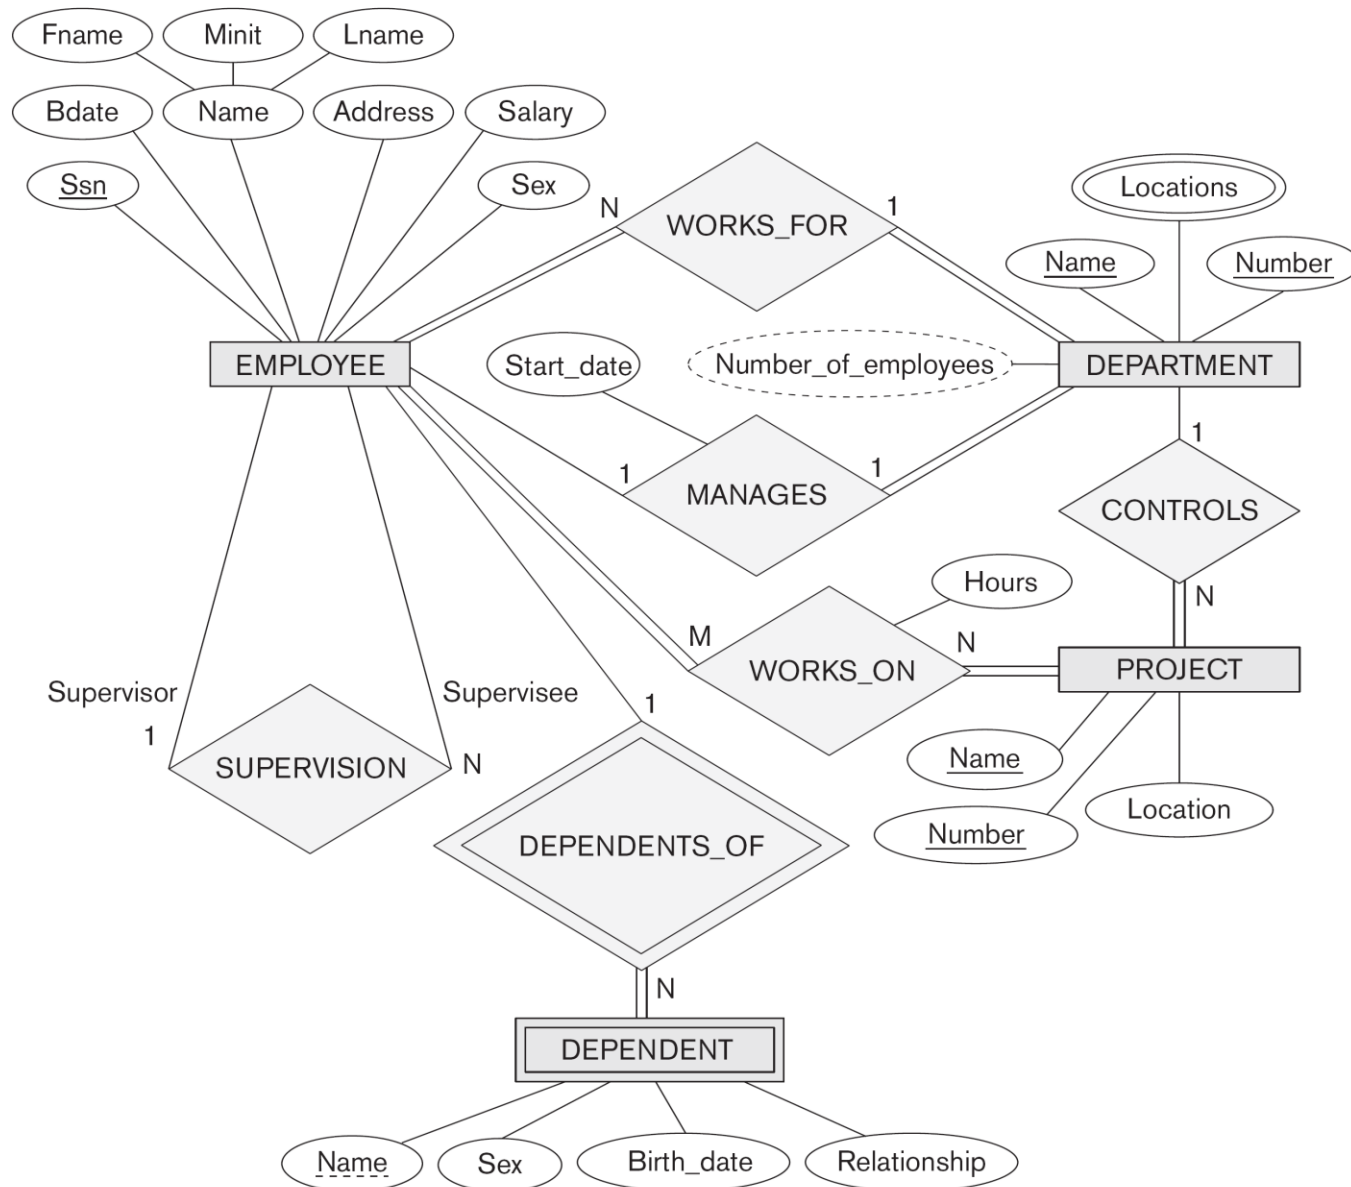 Fname
Minit
Lname
Bdate
Name
Address
Salary
Ssn
Sex
N
WORKS_FOR
1
Locations
Name
Number
EMPLOYEE
Start_date
Number_of_employees
DEPARTMENT
1
MANAGES
1
1
CONTROLS
N
Hours
M
WORKS_ON
N
PROJECT
Supervisor
Supervisee
1
1
SUPERVISION
N
Name
Number
Location
DEPENDENTS_OF
N
DEPENDENT
Name
Sex
Birth_date
Relationship